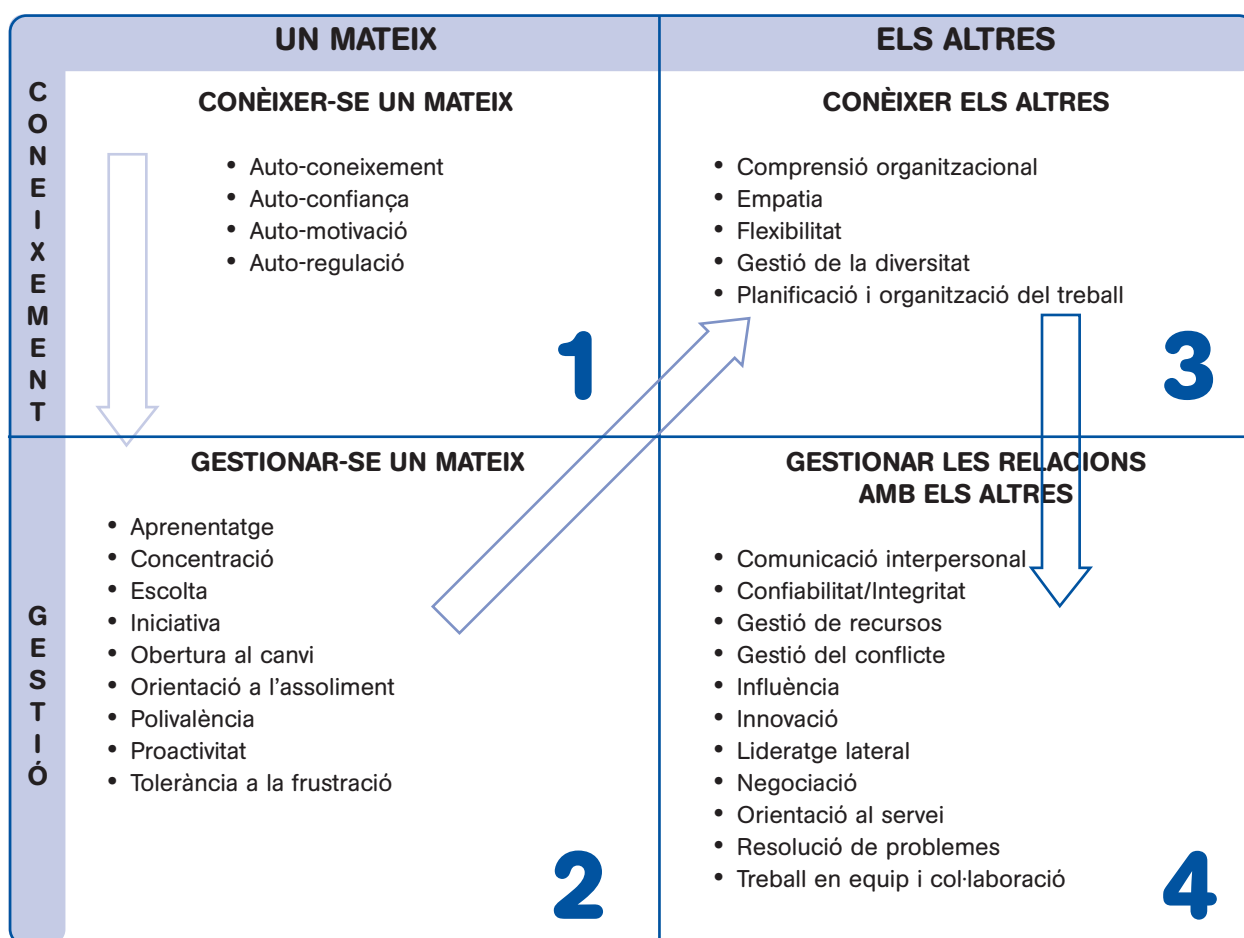 UN MATEIX
ELS ALTRES
CONEIXEMENT
CONÈIXER-SE UN MATEIX
• Auto-coneixement
• Auto-confiança
• Auto-motivació
• Auto-regulació
1
CONÈIXER ELS ALTRES
• Comprensió organitzacional
• Empatia
• Flexibilitat
• Gestió de la diversitat
• Planificació i organització del treball
3
GESTIÓ
GESTIONAR-SE UN MATEIX
• Aprenentatge
• Concentració
• Escolta
• Iniciativa
• Obertura al canvi
• Orientació a l’assoliment
• Polivalència
• Proactivitat
• Tolerància a la frustració
2
GESTIONAR LES RELACIONS
AMB ELS ALTRES
• Comunicació interpersonal
• Confiabilitat/Integritat
• Gestió de recursos
• Gestió del conflicte
• Influència
• Innovació
• Lideratge lateral
• Negociació
• Orientació al servei
• Resolució de problemes
• Treball en equip i col·laboració
4